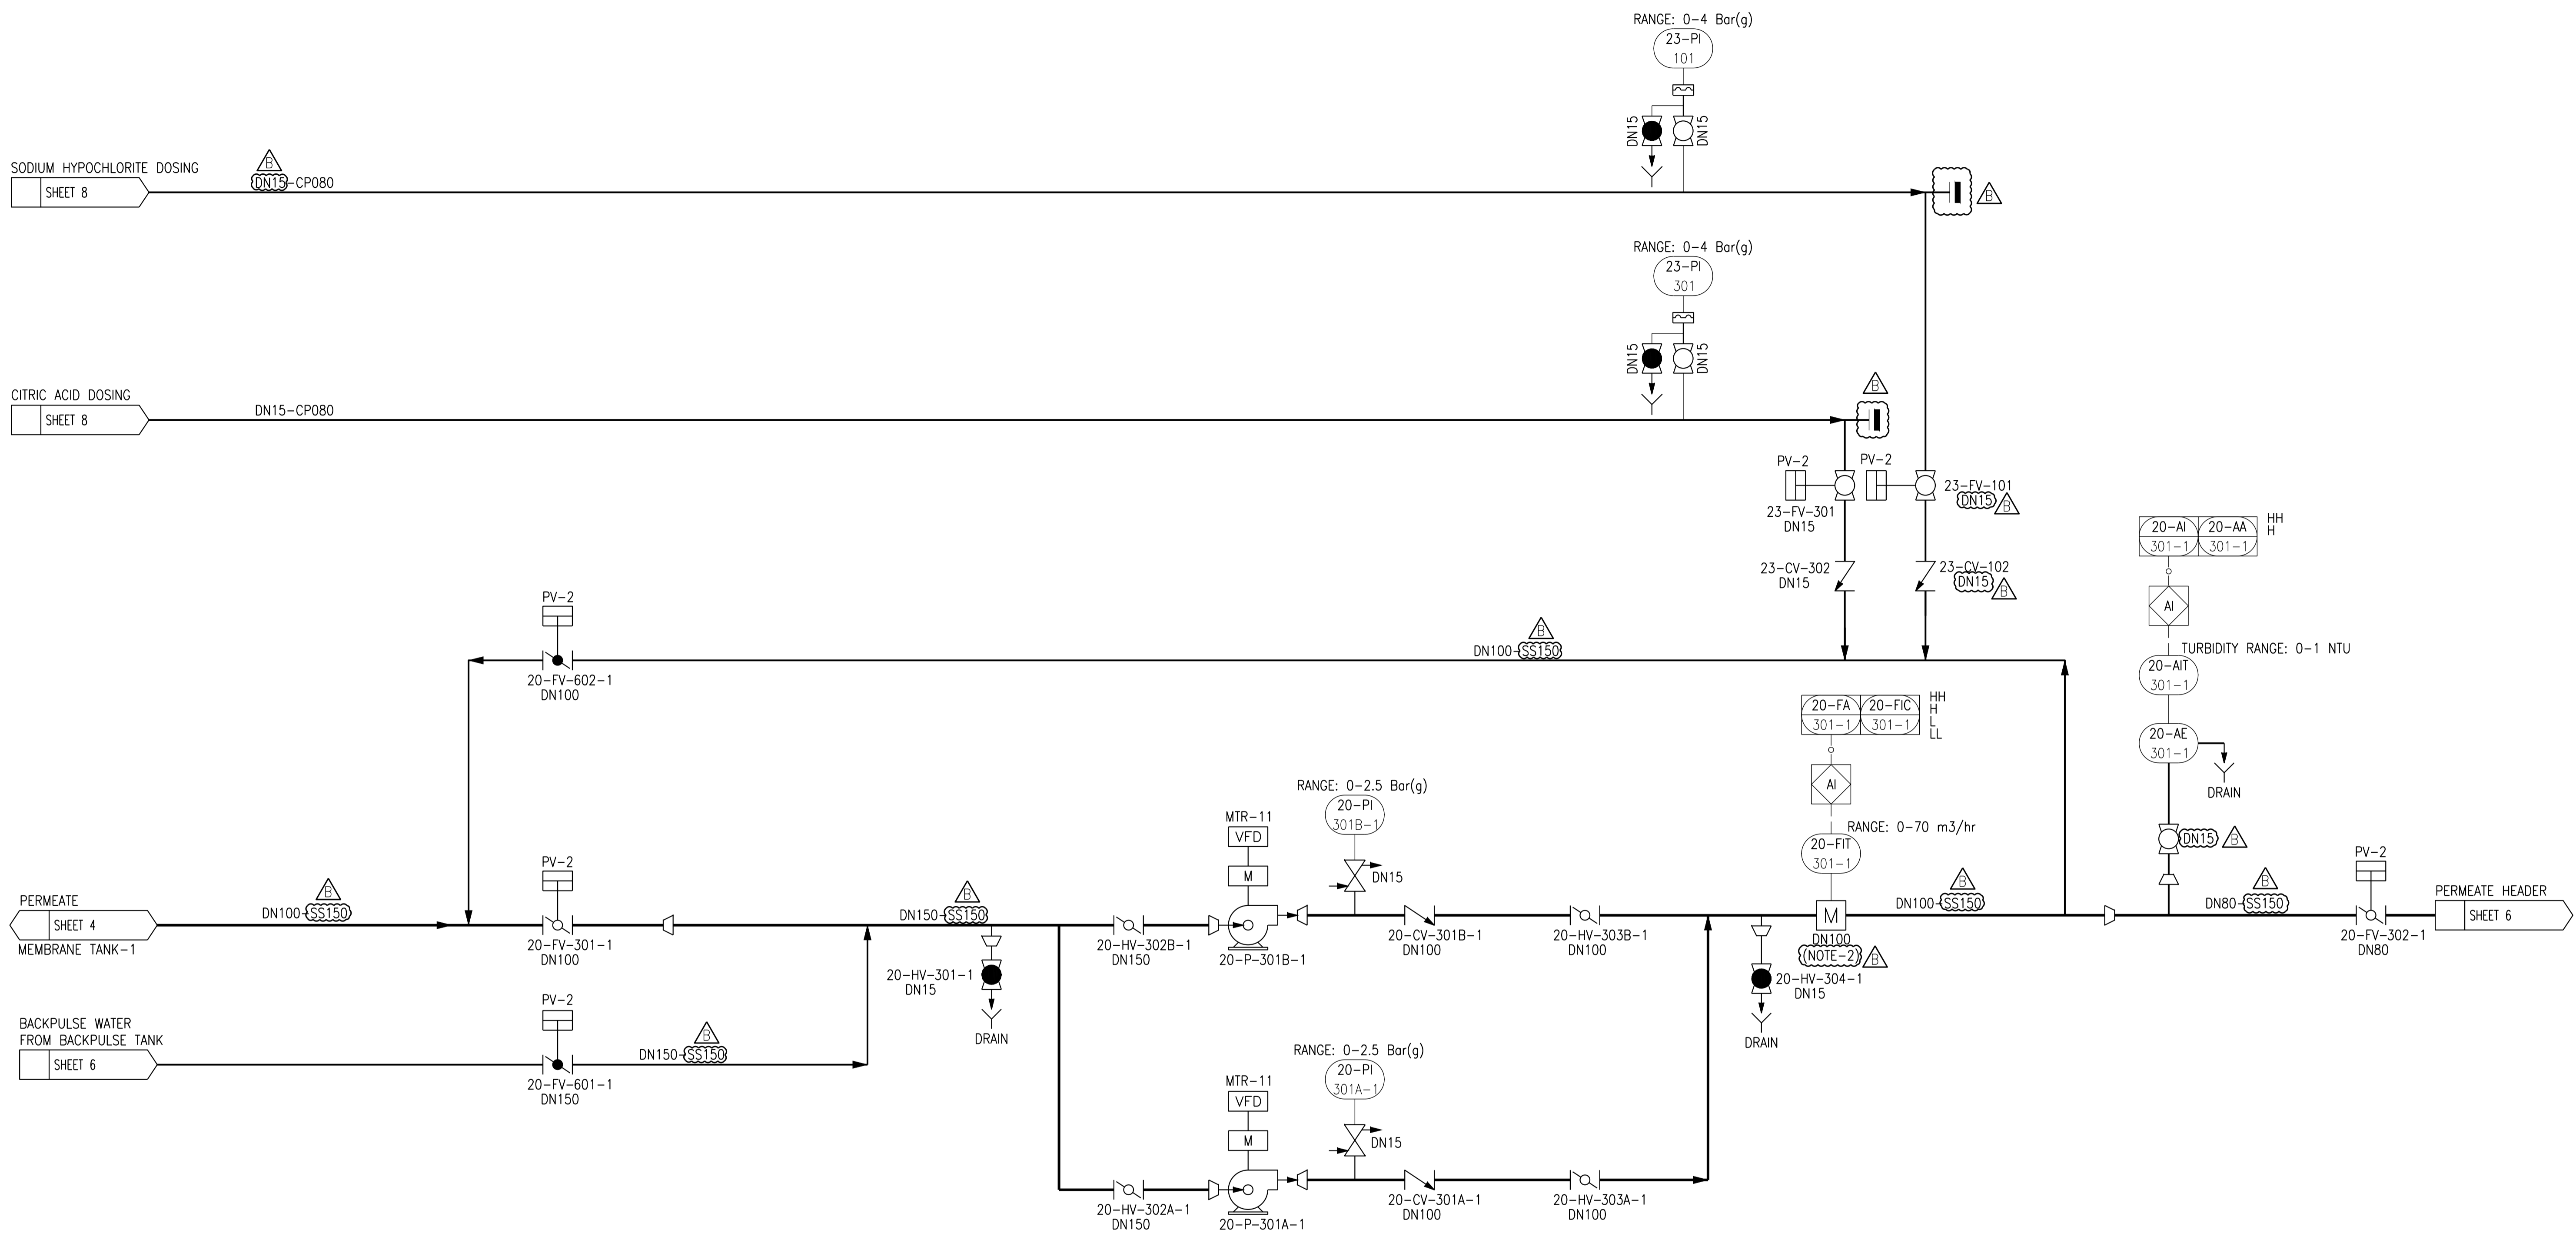 RANGE: 0-4 Bar(g)
23-PI
101
DN15
DN15
SODIUM HYPOCHLORITE DOSING
SHEET 8
B
DN15-CP080
B
RANGE: 0-4 Bar(g)
23-PI
301
DN15
DN15
CITRIC ACID DOSING
SHEET 8
DN15-CP080
B
PV-2
PV-2
23-FV-301
DN15
23-FV-101
DN15
B
23-CV-302
DN15
23-CV-102
DN15
B
20-AI
301-1
20-AA
301-1
HH
H
AI
TURBIDITY RANGE: 0-1 NTU
20-AIT
301-1
20-AE
301-1
DRAIN
DN15
B
PV-2
20-FV-602-1
DN100
B
DN100-SS150
20-FA
301-1
20-FIC
301-1
HH
H
L
LL
AI
RANGE: 0-70 m3/hr
20-FIT
301-1
PERMEATE
SHEET 4
MEMBRANE TANK-1
B
DN100-SS150
PV-2
20-FV-301-1
DN100
B
DN150-SS150
20-HV-301-1
DN15
DRAIN
20-HV-302B-1
DN150
MTR-11
VFD
M
20-P-301B-1
RANGE: 0-2.5 Bar(g)
20-PI
301B-1
DN15
20-CV-301B-1
DN100
20-HV-303B-1
DN100
M
DN100
(NOTE-2)
B
20-HV-304-1
DN15
DRAIN
B
DN100-SS150
B
DN80-SS150
PV-2
20-FV-302-1
DN80
PERMEATE HEADER
SHEET 6
BACKPULSE WATER
FROM BACKPULSE TANK
SHEET 6
PV-2
20-FV-601-1
DN150
B
DN150-SS150
20-HV-302A-1
DN150
MTR-11
VFD
M
20-P-301A-1
RANGE: 0-2.5 Bar(g)
20-PI
301A-1
DN15
20-CV-301A-1
DN100
20-HV-303A-1
DN100